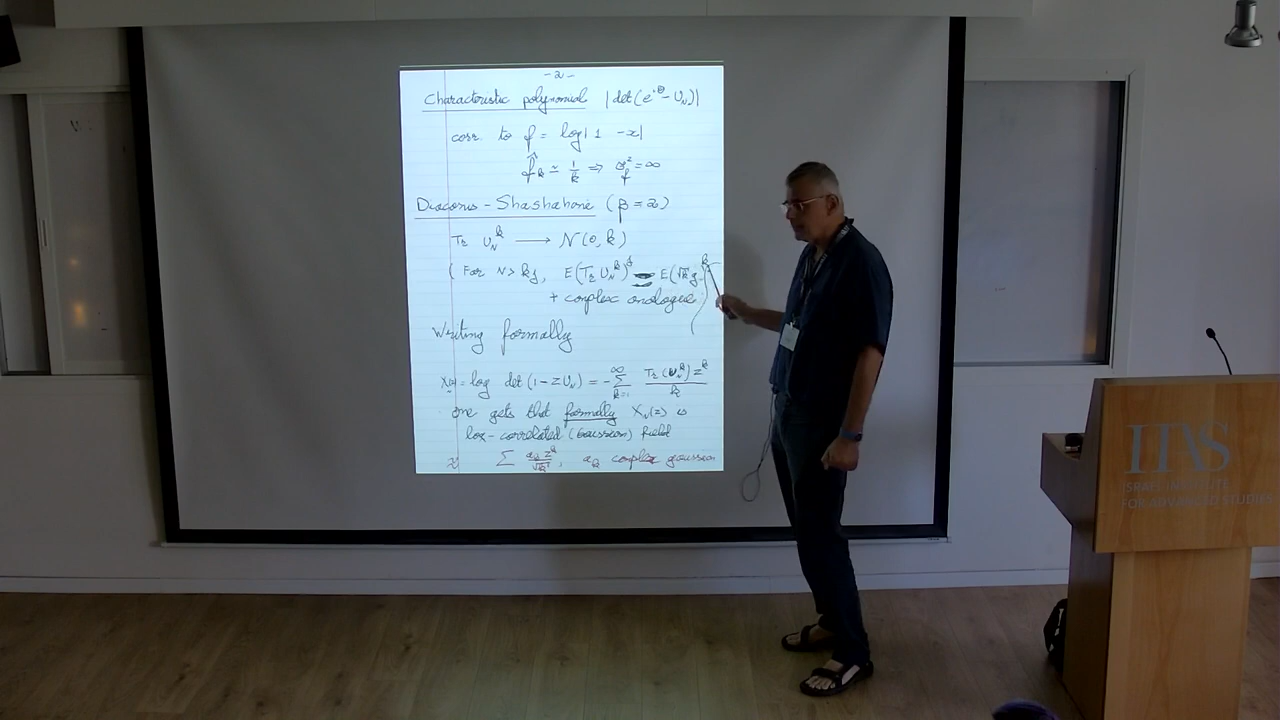 -2-
Characteristic polynomial |det(e^{iθ} - U_N)|
corr. to f = log|1 - z|
f̂_k ≃ 1/k ⇒ σ_f^2 = ∞
Diaconis - Shashahani (β = 2)
Tr U_N^k ⟶ N(0, k)
( For N > kj, E(Tr U_N^k)^j = E(√k g
+ complex analogues
Writing formally
X_N(z) = log det (1 - zU_N) = -∑_{k=1}^∞ Tr(U_N^k) z^k / k
one gets that formally X_N(z) is
log-correlated (Gaussian) field
∑ a_k z^k / √k, a_k complex gaussian
IIAS
ISRAEL INSTITUTE
FOR ADVANCED STUDIES